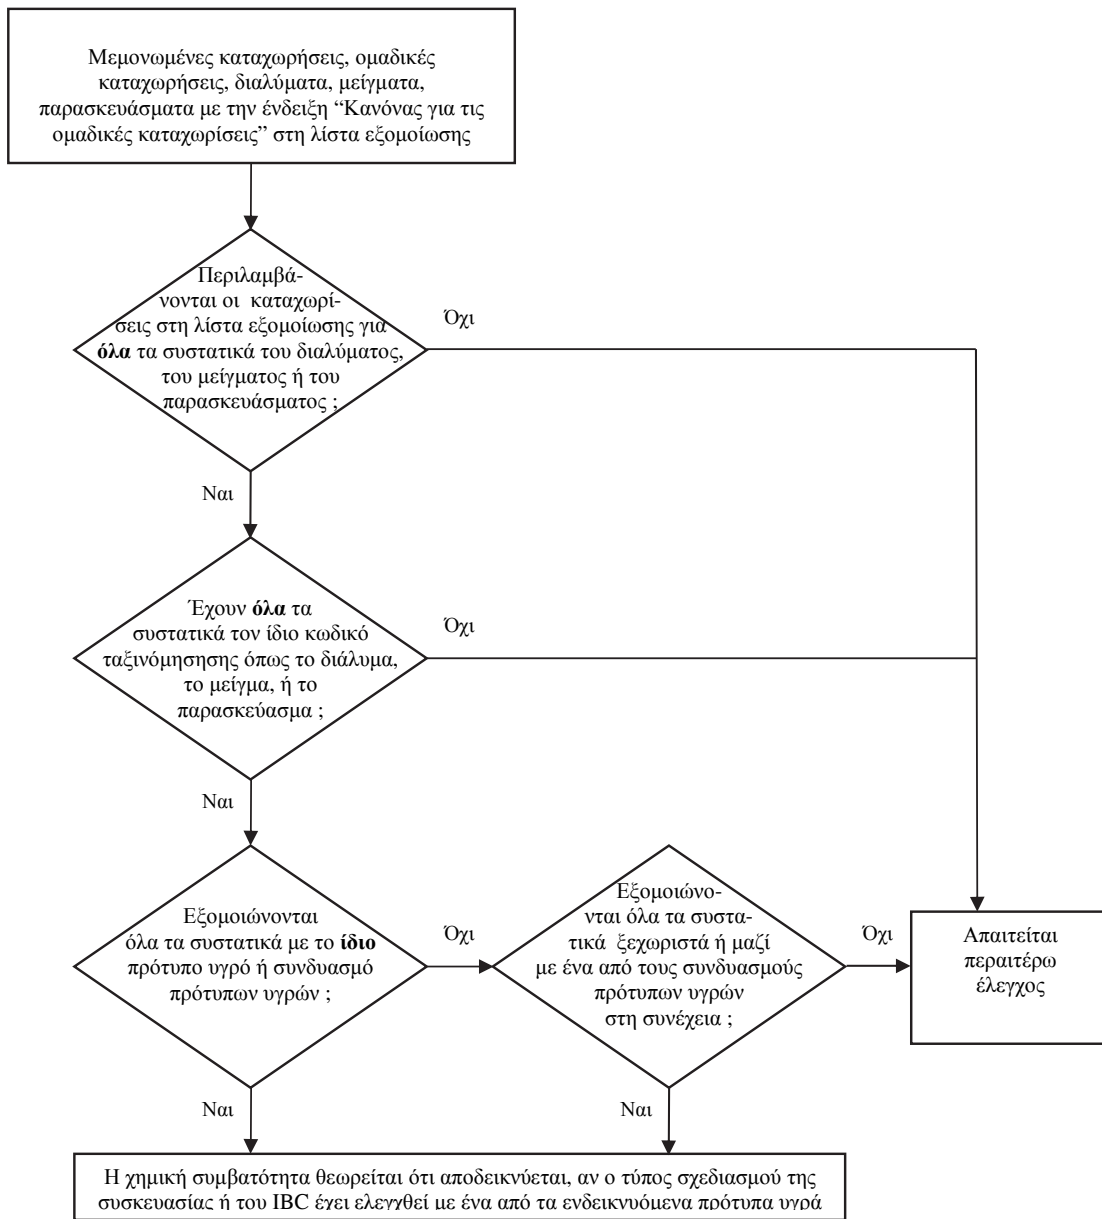 Μεμονωμένες καταχωρήσεις, ομαδικές
καταχωρήσεις, διαλύματα, μείγματα,
παρασκευάσματα με την ένδειξη “Κανόνας για τις
ομαδικές καταχωρίσεις” στη λίστα εξομοίωσης
Περιλαμβά-
νονται οι καταχωρί-
σεις στη λίστα εξομοίωσης για
όλα τα συστατικά του διαλύματος,
του μείγματος ή του
παρασκευάσματος ;
Όχι
Ναι
Έχουν όλα τα
συστατικά τον ίδιο κωδικό
ταξινόμησησης όπως το διάλυμα,
το μείγμα, ή το
παρασκεύασμα ;
Όχι
Ναι
Εξομοιώνονται
όλα τα συστατικά με το ίδιο
πρότυπο υγρό ή συνδυασμό
πρότυπων υγρών ;
Όχι
Εξομοιώνο-
νται όλα τα συστα-
τικά ξεχωριστά ή μαζί
με ένα από τους συνδυασμούς
πρότυπων υγρών
στη συνέχεια ;
Όχι
Απαιτείται
περαιτέρω
έλεγχος
Ναι
Ναι
Η χημική συμβατότητα θεωρείται ότι αποδεικνύεται, αν ο τύπος σχεδιασμού της
συσκευασίας ή του IBC έχει ελεγχθεί με ένα από τα ενδεικνυόμενα πρότυπα υγρά